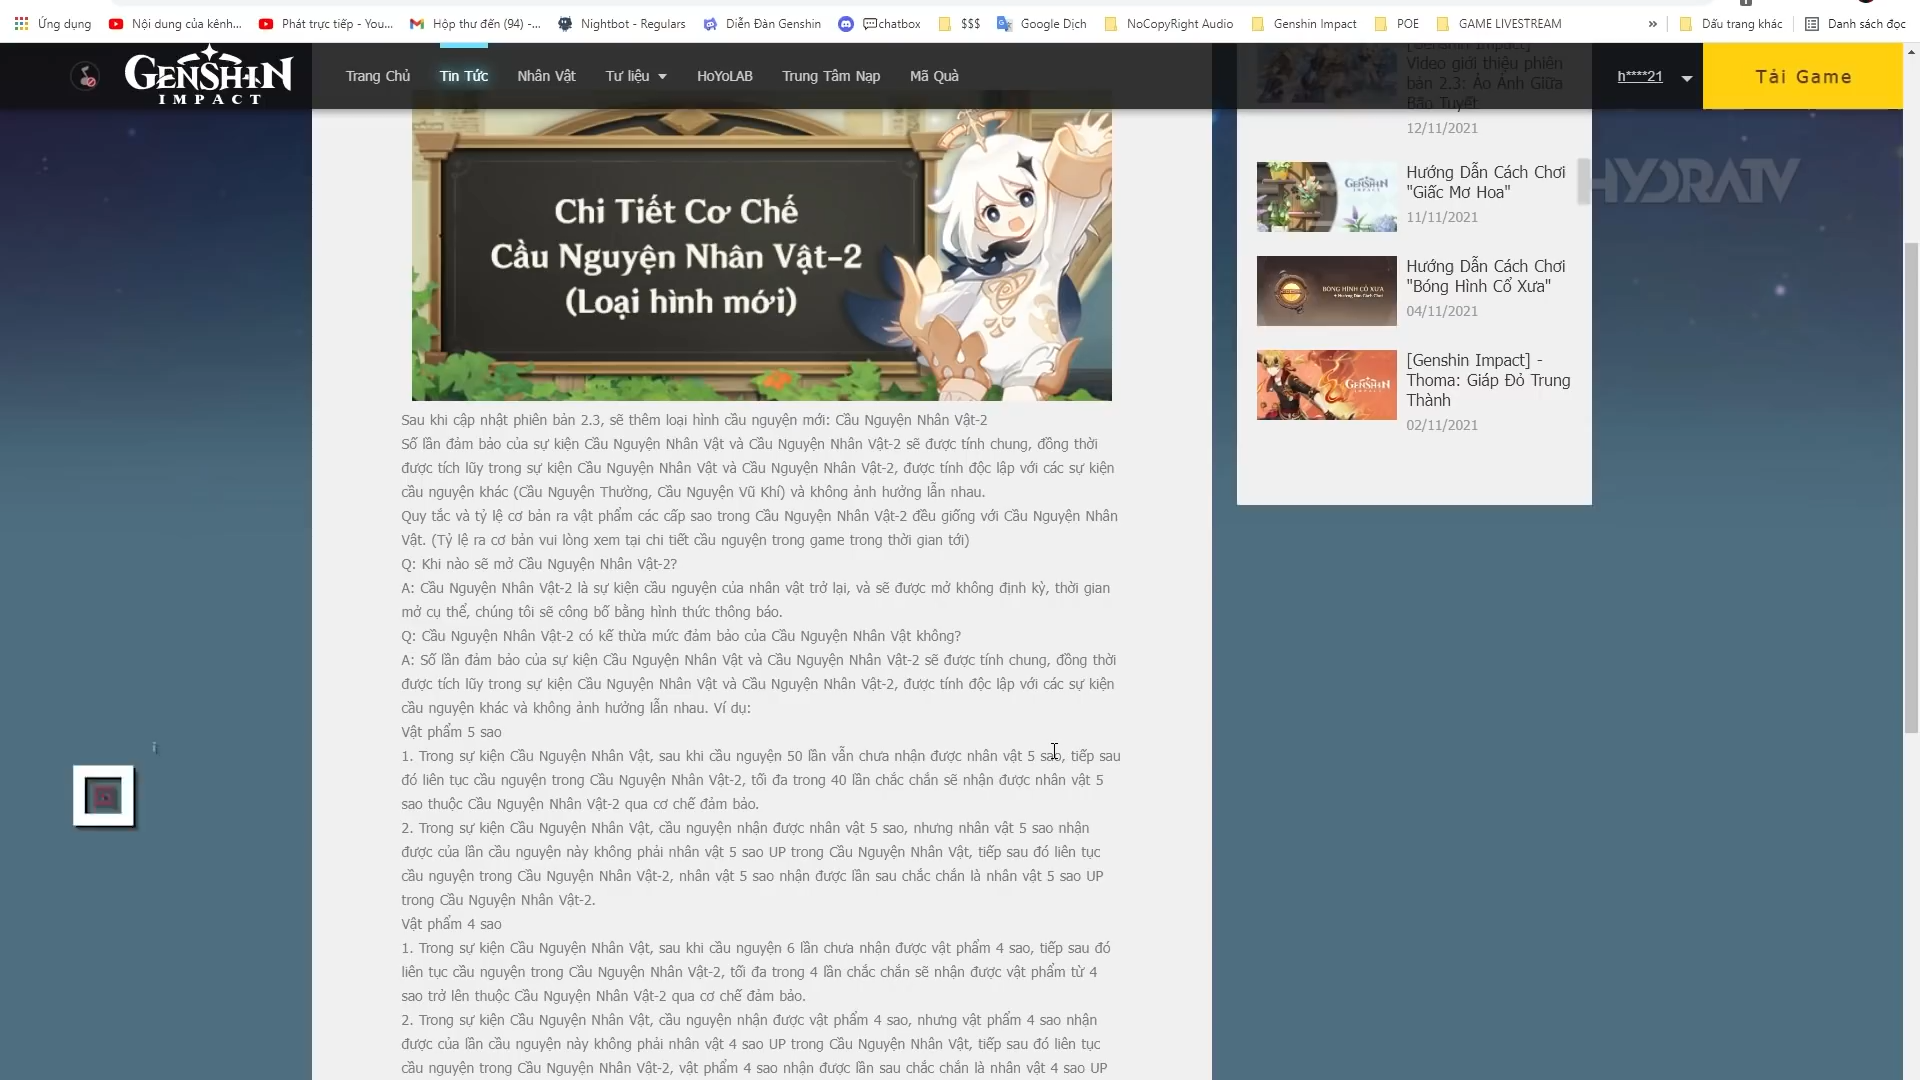 Ứng dụng
Nội dung của kênh...
Phát trực tiếp - You...
Hộp thư đến (94) -...
Nightbot - Regulars
Diễn Đàn Genshin
chatbox
$$$
Google Dịch
NoCopyRight Audio
Genshin Impact
POE
GAME LIVESTREAM
»
Dấu trang khác
Danh sách đọc
GENSHIN
IMPACT
Trang Chủ
Tin Tức
Nhân Vật
Tư liệu
HoYoLAB
Trung Tâm Nạp
Mã Quà
h****21
Tải Game
Chi Tiết Cơ Chế
Cầu Nguyện Nhân Vật-2
(Loại hình mới)
Sau khi cập nhật phiên bản 2.3, sẽ thêm loại hình cầu nguyện mới: Cầu Nguyện Nhân Vật-2
Số lần đảm bảo của sự kiện Cầu Nguyện Nhân Vật và Cầu Nguyện Nhân Vật-2 sẽ được tính chung, đồng thời
được tích lũy trong sự kiện Cầu Nguyện Nhân Vật và Cầu Nguyện Nhân Vật-2, được tính độc lập với các sự kiện
cầu nguyện khác (Cầu Nguyện Thường, Cầu Nguyện Vũ Khí) và không ảnh hưởng lẫn nhau.
Quy tắc và tỷ lệ cơ bản ra vật phẩm các cấp sao trong Cầu Nguyện Nhân Vật-2 đều giống với Cầu Nguyện Nhân
Vật. (Tỷ lệ ra cơ bản vui lòng xem tại chi tiết cầu nguyện trong game trong thời gian tới)
Q: Khi nào sẽ mở Cầu Nguyện Nhân Vật-2?
A: Cầu Nguyện Nhân Vật-2 là sự kiện cầu nguyện của nhân vật trở lại, và sẽ được mở không định kỳ, thời gian
mở cụ thể, chúng tôi sẽ công bố bằng hình thức thông báo.
Q: Cầu Nguyện Nhân Vật-2 có kế thừa mức đảm bảo của Cầu Nguyện Nhân Vật không?
A: Số lần đảm bảo của sự kiện Cầu Nguyện Nhân Vật và Cầu Nguyện Nhân Vật-2 sẽ được tính chung, đồng thời
được tích lũy trong sự kiện Cầu Nguyện Nhân Vật và Cầu Nguyện Nhân Vật-2, được tính độc lập với các sự kiện
cầu nguyện khác và không ảnh hưởng lẫn nhau. Ví dụ:
Vật phẩm 5 sao
1. Trong sự kiện Cầu Nguyện Nhân Vật, sau khi cầu nguyện 50 lần vẫn chưa nhận được nhân vật 5 sao, tiếp sau
đó liên tục cầu nguyện trong Cầu Nguyện Nhân Vật-2, tối đa trong 40 lần chắc chắn sẽ nhận được nhân vật 5
sao thuộc Cầu Nguyện Nhân Vật-2 qua cơ chế đảm bảo.
2. Trong sự kiện Cầu Nguyện Nhân Vật, cầu nguyện nhận được nhân vật 5 sao, nhưng nhân vật 5 sao nhận
được của lần cầu nguyện này không phải nhân vật 5 sao UP trong Cầu Nguyện Nhân Vật, tiếp sau đó liên tục
cầu nguyện trong Cầu Nguyện Nhân Vật-2, nhân vật 5 sao nhận được lần sau chắc chắn là nhân vật 5 sao UP
trong Cầu Nguyện Nhân Vật-2.
Vật phẩm 4 sao
1. Trong sự kiện Cầu Nguyện Nhân Vật, sau khi cầu nguyện 6 lần chưa nhận được vật phẩm 4 sao, tiếp sau đó
liên tục cầu nguyện trong Cầu Nguyện Nhân Vật-2, tối đa trong 4 lần chắc chắn sẽ nhận được vật phẩm từ 4
sao trở lên thuộc Cầu Nguyện Nhân Vật-2 qua cơ chế đảm bảo.
2. Trong sự kiện Cầu Nguyện Nhân Vật, cầu nguyện nhận được vật phẩm 4 sao, nhưng vật phẩm 4 sao nhận
được của lần cầu nguyện này không phải nhân vật 4 sao UP trong Cầu Nguyện Nhân Vật, tiếp sau đó liên tục
cầu nguyện trong Cầu Nguyện Nhân Vật-2, vật phẩm 4 sao nhận được lần sau chắc chắn là nhân vật 4 sao UP
[Genshin Impact]
Video giới thiệu phiên
bản 2.3: Ảo Ảnh Giữa
Bão Tuyết
12/11/2021
GENSHIN
Hướng Dẫn Cách Chơi
"Giấc Mơ Hoa"
11/11/2021
BÓNG HÌNH CỔ XƯA
Hướng Dẫn Cách Chơi
Hướng Dẫn Cách Chơi
"Bóng Hình Cổ Xưa"
04/11/2021
GENSHIN
[Genshin Impact] -
Thoma: Giáp Đỏ Trung
Thành
02/11/2021
HYDRATV